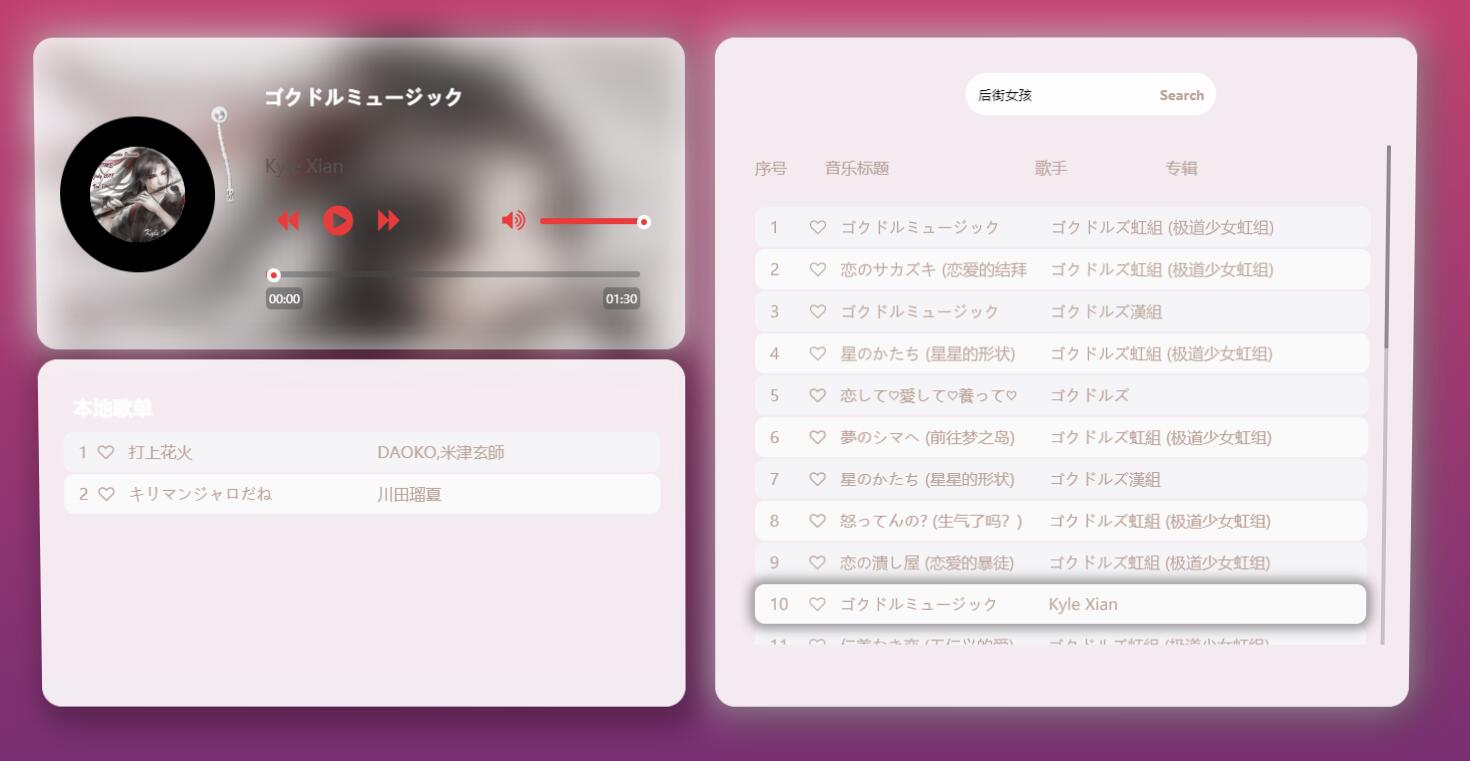 ゴクドルミュージック
Kyle Xian
00:00 01:30
本地歌单
1 打上花火 DAOKO,米津玄師
2 キリマンジャロだね 川田瑠夏
后街女孩 Search
序号 音乐标题 歌手 专辑
1 ゴクドルミュージック ゴクドルズ虹組 (极道少女虹组)
2 恋のサカズキ (恋爱的结拜 ゴクドルズ虹組 (极道少女虹组)
3 ゴクドルミュージック ゴクドルズ漢組
4 星のかたち (星星的形状) ゴクドルズ虹組 (极道少女虹组)
5 恋して♡愛して♡養って♡ ゴクドルズ
6 夢のシマへ (前往梦之岛) ゴクドルズ虹組 (极道少女虹组)
7 星のかたち (星星的形状) ゴクドルズ漢組
8 怒ってんの? (生气了吗？) ゴクドルズ虹組 (极道少女虹组)
9 恋の潰し屋 (恋爱的暴徒) ゴクドルズ虹組 (极道少女虹组)
10 ゴクドルミュージック Kyle Xian